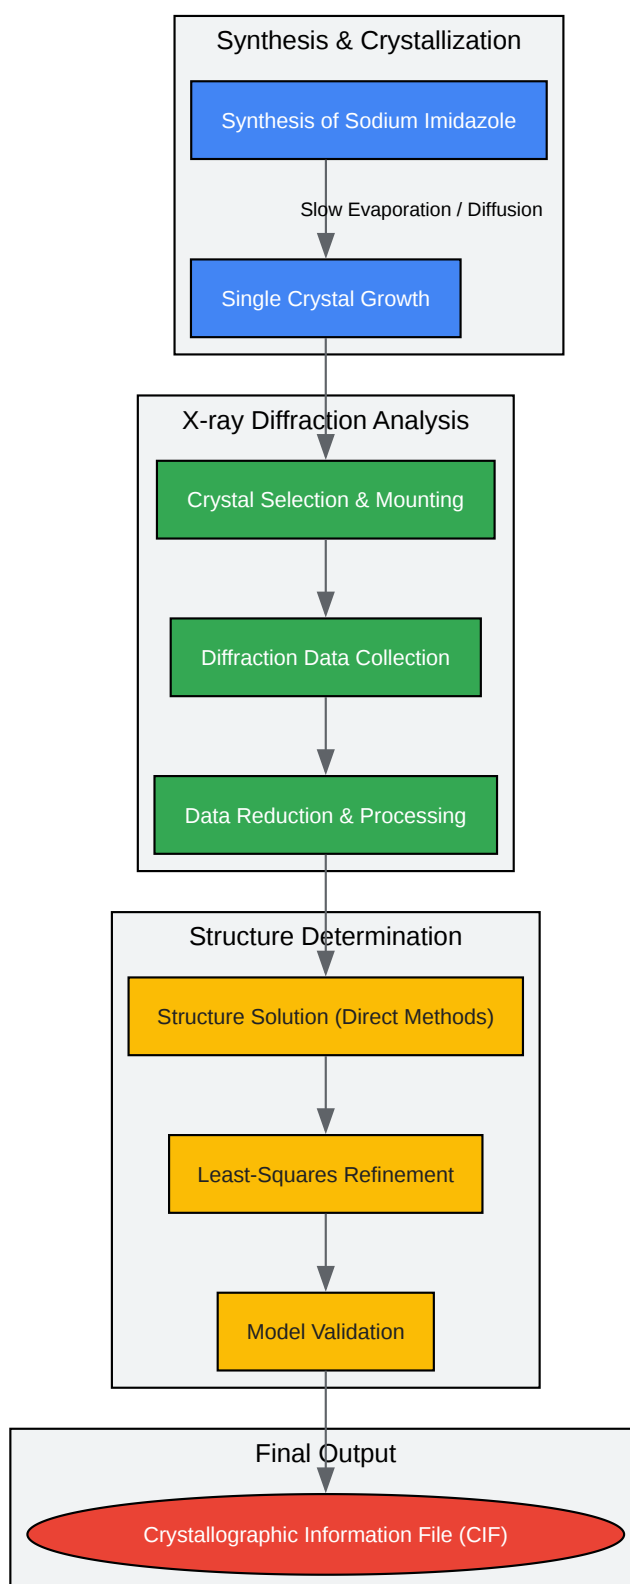 Synthesis & Crystallization
Synthesis of Sodium Imidazole
Slow Evaporation / Diffusion
Single Crystal Growth
X-ray Diffraction Analysis
Crystal Selection & Mounting
Diffraction Data Collection
Data Reduction & Processing
Structure Determination
Structure Solution (Direct Methods)
Least-Squares Refinement
Model Validation
Final Output
Crystallographic Information File (CIF)